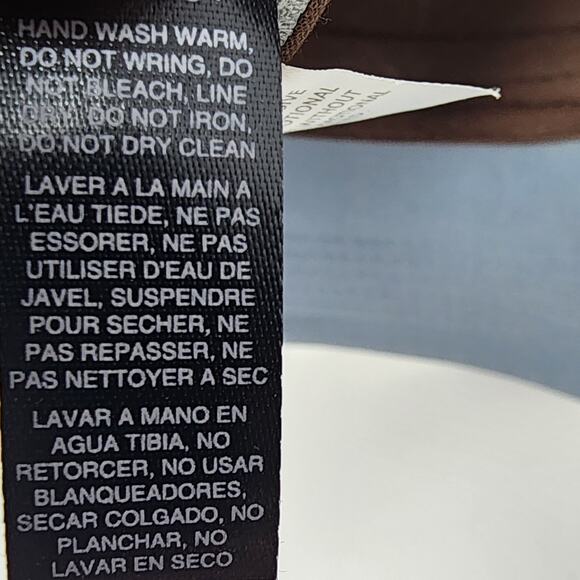 HAND WASH WARM,
DO NOT WRING, DO
NOT BLEACH, LINE
DRY, DO NOT IRON,
DO NOT DRY CLEAN
LAVER A LA MAIN A
L'EAU TIEDE, NE PAS
ESSORER, NE PAS
UTILISER D'EAU DE
JAVEL, SUSPENDRE
POUR SECHER, NE
PAS REPASSER, NE
PAS NETTOYER A SEC
LAVAR A MANO EN
AGUA TIBIA, NO
RETORCER, NO USAR
BLANQUEADORES,
SECAR COLGADO, NO
PLANCHAR, NO
LAVAR EN SECO
WITHOUT